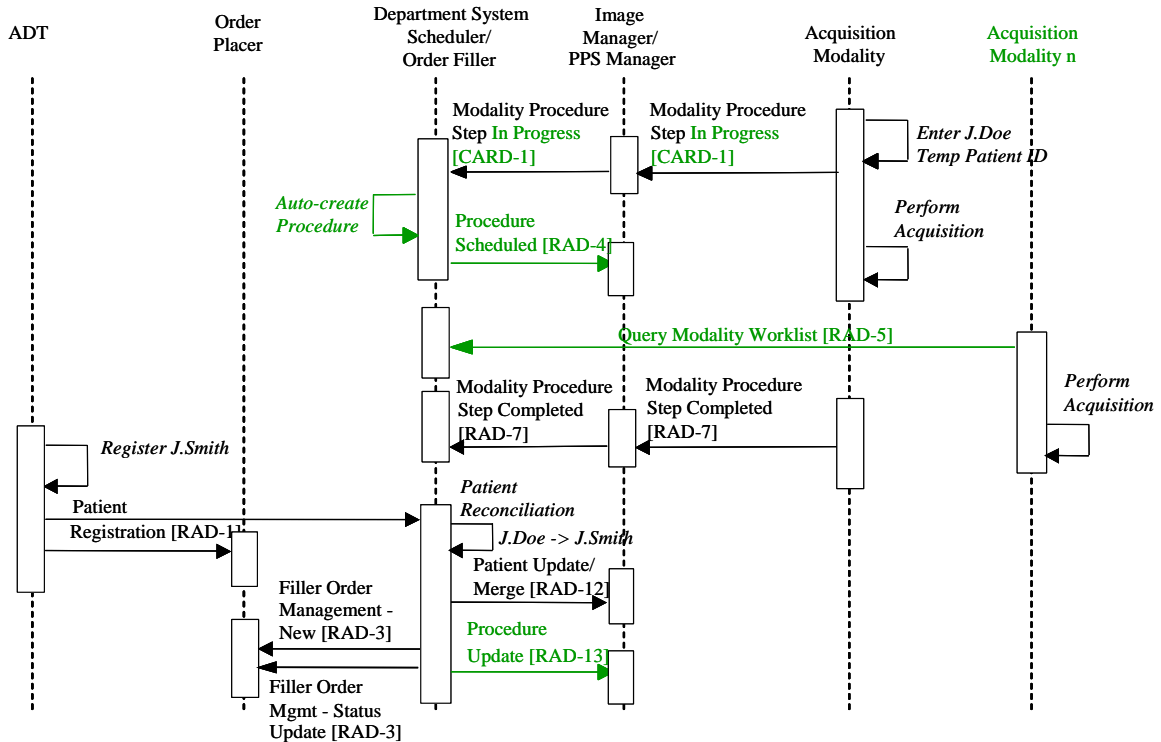 ADT
Order
Placer
Department System
Scheduler/
Order Filler
Image
Manager/
PPS Manager
Acquisition
Modality
Acquisition
Modality n
Modality Procedure
Step In Progress
[CARD-1]
Modality Procedure
Step In Progress
[CARD-1]
Enter J.Doe
Temp Patient ID
Auto-create
Procedure
Procedure
Scheduled [RAD-4]
Perform
Acquisition
Query Modality Worklist [RAD-5]
Modality Procedure
Step Completed
[RAD-7]
Modality Procedure
Step Completed
[RAD-7]
Perform
Acquisition
Register J.Smith
Patient
Registration [RAD-1]
Patient
Reconciliation
J.Doe -> J.Smith
Patient Update/
Merge [RAD-12]
Filler Order
Management -
New [RAD-3]
Procedure
Update [RAD-13]
Filler Order
Mgmt - Status
Update [RAD-3]